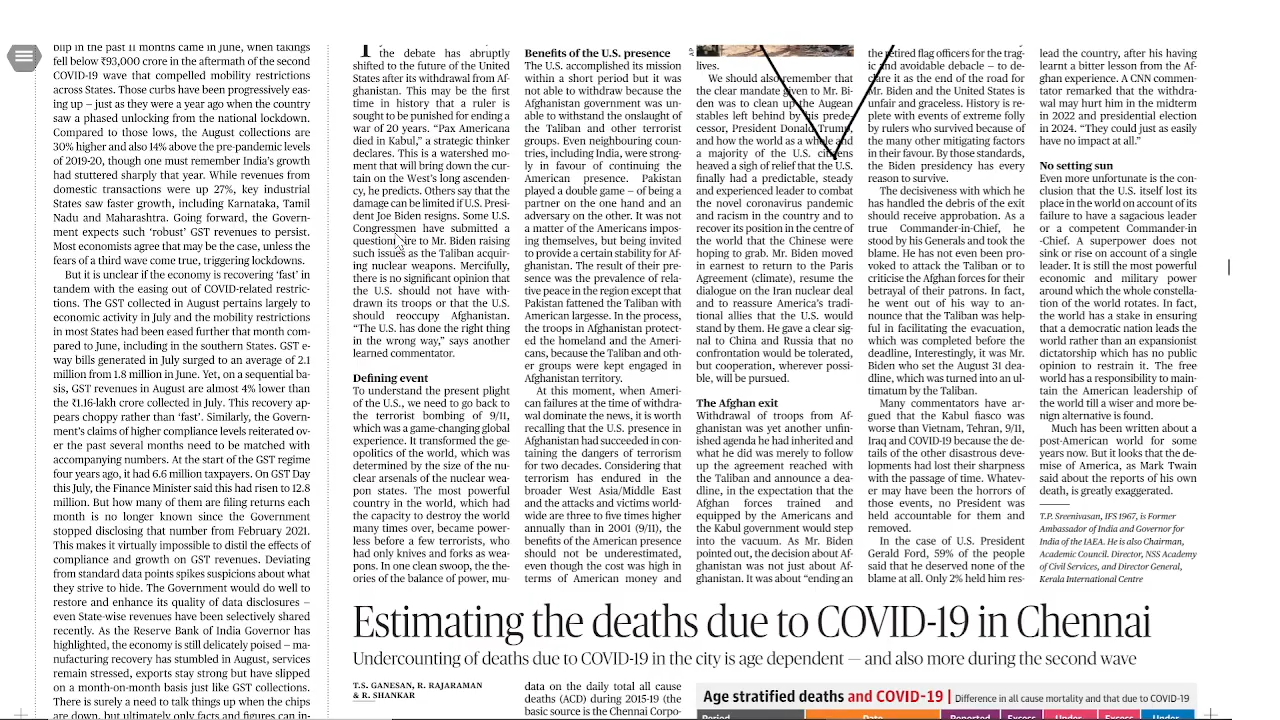 blip in the past 11 months came in June, when takings
fell below ₹93,000 crore in the aftermath of the second
COVID-19 wave that compelled mobility restrictions
across States. Those curbs have been progressively eas-
ing up — just as they were a year ago when the country
saw a phased unlocking from the national lockdown.
Compared to those lows, the August collections are
30% higher and also 14% above the pre-pandemic levels
of 2019-20, though one must remember India's growth
had stuttered sharply that year. While revenues from
domestic transactions were up 27%, key industrial
States saw faster growth, including Karnataka, Tamil
Nadu and Maharashtra. Going forward, the Govern-
ment expects such 'robust' GST revenues to persist.
Most economists agree that may be the case, unless the
fears of a third wave come true, triggering lockdowns.
But it is unclear if the economy is recovering 'fast' in
tandem with the easing out of COVID-related restric-
tions. The GST collected in August pertains largely to
economic activity in July and the mobility restrictions
in most States had been eased further that month com-
pared to June, including in the southern States. GST e-
way bills generated in July surged to an average of 2.1
million from 1.8 million in June. Yet, on a sequential ba-
sis, GST revenues in August are almost 4% lower than
the ₹1.16-lakh crore collected in July. This recovery ap-
pears choppy rather than 'fast'. Similarly, the Govern-
ment's claims of higher compliance levels reiterated ov-
er the past several months need to be matched with
accompanying numbers. At the start of the GST regime
four years ago, it had 6.6 million taxpayers. On GST Day
this July, the Finance Minister said this had risen to 12.8
million. But how many of them are filing returns each
month is no longer known since the Government
stopped disclosing that number from February 2021.
This makes it virtually impossible to distil the effects of
compliance and growth on GST revenues. Deviating
from standard data points spikes suspicions about what
they strive to hide. The Government would do well to
restore and enhance its quality of data disclosures —
even State-wise revenues have been selectively shared
recently. As the Reserve Bank of India Governor has
highlighted, the economy is still delicately poised — ma-
nufacturing recovery has stumbled in August, services
remain stressed, exports stay strong but have slipped
on a month-on-month basis just like GST collections.
There is surely a need to talk things up when the chips
are down, but ultimately only facts and figures can in-
the debate has abruptly
shifted to the future of the United
States after its withdrawal from Af-
ghanistan. This may be the first
time in history that a ruler is
sought to be punished for ending a
war of 20 years. "Pax Americana
died in Kabul," a strategic thinker
declares. This is a watershed mo-
ment that will bring down the cur-
tain on the West's long ascenden-
cy, he predicts. Others say that the
damage can be limited if U.S. Presi-
dent Joe Biden resigns. Some U.S.
Congressmen have submitted a
questionnaire to Mr. Biden raising
such issues as the Taliban acquir-
ing nuclear weapons. Mercifully,
there is no significant opinion that
the U.S. should not have with-
drawn its troops or that the U.S.
should reoccupy Afghanistan.
"The U.S. has done the right thing
in the wrong way," says another
learned commentator.
Defining event
To understand the present plight
of the U.S., we need to go back to
the terrorist bombing of 9/11,
which was a game-changing global
experience. It transformed the ge-
opolitics of the world, which was
determined by the size of the nu-
clear arsenals of the nuclear wea-
pon states. The most powerful
country in the world, which had
the capacity to destroy the world
many times over, became power-
less before a few terrorists, who
had only knives and forks as wea-
pons. In one clean swoop, the the-
ories of the balance of power, mu-
Benefits of the U.S. presence
The U.S. accomplished its mission
within a short period but it was
not able to withdraw because the
Afghanistan government was un-
able to withstand the onslaught of
the Taliban and other terrorist
groups. Even neighbouring coun-
tries, including India, were strong-
ly in favour of continuing the
American presence. Pakistan
played a double game — of being a
partner on the one hand and an
adversary on the other. It was not
a matter of the Americans impos-
ing themselves, but being invited
to provide a certain stability for Af-
ghanistan. The result of their pre-
sence was the prevalence of rela-
tive peace in the region except that
Pakistan fattened the Taliban with
American largesse. In the process,
the troops in Afghanistan protect-
ed the homeland and the Ameri-
cans, because the Taliban and oth-
er groups were kept engaged in
Afghanistan territory.
At this moment, when Ameri-
can failures at the time of withdra-
wal dominate the news, it is worth
recalling that the U.S. presence in
Afghanistan had succeeded in con-
taining the dangers of terrorism
for two decades. Considering that
terrorism has endured in the
broader West Asia/Middle East
and the attacks and victims world-
wide are three to five times higher
annually than in 2001 (9/11), the
benefits of the American presence
should not be underestimated,
even though the cost was high in
terms of American money and
AP
lives.
We should also remember that
the clear mandate given to Mr. Bi-
den was to clean up the Augean
stables left behind by his prede-
cessor, President Donald Trump,
and how the world as a whole and
a majority of the U.S. citizens
heaved a sigh of relief that the U.S.
finally had a predictable, steady
and experienced leader to combat
the novel coronavirus pandemic
and racism in the country and to
recover its position in the centre of
the world that the Chinese were
hoping to grab. Mr. Biden moved
in earnest to return to the Paris
Agreement (climate), resume the
dialogue on the Iran nuclear deal
and to reassure America's tradi-
tional allies that the U.S. would
stand by them. He gave a clear sig-
nal to China and Russia that no
confrontation would be tolerated,
but cooperation, wherever possi-
ble, will be pursued.
The Afghan exit
Withdrawal of troops from Af-
ghanistan was yet another unfin-
ished agenda he had inherited and
what he did was merely to follow
up the agreement reached with
the Taliban and announce a dea-
dline, in the expectation that the
Afghan forces trained and
equipped by the Americans and
the Kabul government would step
into the vacuum. As Mr. Biden
pointed out, the decision about Af-
ghanistan was not just about Af-
ghanistan. It was about "ending an
the retired flag officers for the trag-
ic and avoidable debacle — to de-
clare it as the end of the road for
Mr. Biden and the United States is
unfair and graceless. History is re-
plete with events of extreme folly
by rulers who survived because of
the many other mitigating factors
in their favour. By those standards,
the Biden presidency has every
reason to survive.
The decisiveness with which he
has handled the debris of the exit
should receive approbation. As a
true Commander-in-Chief, he
stood by his Generals and took the
blame. He has not even been pro-
voked to attack the Taliban or to
criticise the Afghan forces for their
betrayal of their patrons. In fact,
he went out of his way to an-
nounce that the Taliban was help-
ful in facilitating the evacuation,
which was completed before the
deadline, Interestingly, it was Mr.
Biden who set the August 31 dea-
dline, which was turned into an ul-
timatum by the Taliban.
Many commentators have ar-
gued that the Kabul fiasco was
worse than Vietnam, Tehran, 9/11,
Iraq and COVID-19 because the de-
tails of the other disastrous deve-
lopments had lost their sharpness
with the passage of time. Whatev-
er may have been the horrors of
those events, no President was
held accountable for them and
removed.
In the case of U.S. President
Gerald Ford, 59% of the people
said that he deserved none of the
blame at all. Only 2% held him res-
lead the country, after his having
learnt a bitter lesson from the Af-
ghan experience. A CNN commen-
tator remarked that the withdra-
wal may hurt him in the midterm
in 2022 and presidential election
in 2024. "They could just as easily
have no impact at all."
No setting sun
Even more unfortunate is the con-
clusion that the U.S. itself lost its
place in the world on account of its
failure to have a sagacious leader
or a competent Commander-in
-Chief. A superpower does not
sink or rise on account of a single
leader. It is still the most powerful
economic and military power
around which the whole constella-
tion of the world rotates. In fact,
the world has a stake in ensuring
that a democratic nation leads the
world rather than an expansionist
dictatorship which has no public
opinion to restrain it. The free
world has a responsibility to main-
tain the American leadership of
the world till a wiser and more be-
nign alternative is found.
Much has been written about a
post-American world for some
years now. But it looks that the de-
mise of America, as Mark Twain
said about the reports of his own
death, is greatly exaggerated.
T.P. Sreenivasan, IFS 1967, is Former
Ambassador of India and Governor for
India of the IAEA. He is also Chairman,
Academic Council. Director, NSS Academy
of Civil Services, and Director General,
Kerala International Centre
Estimating the deaths due to COVID-19 in Chennai
Undercounting of deaths due to COVID-19 in the city is age dependent — and also more during the second wave
T.S. GANESAN, R. RAJARAMAN
& R. SHANKAR
data on the daily total all cause
deaths (ACD) during 2015-19 (the
basic source is the Chennai Corpo-
Age stratified deaths and COVID-19 | Difference in all cause mortality and that due to COVID-19
Period Date Reported Excess Under Excess Under